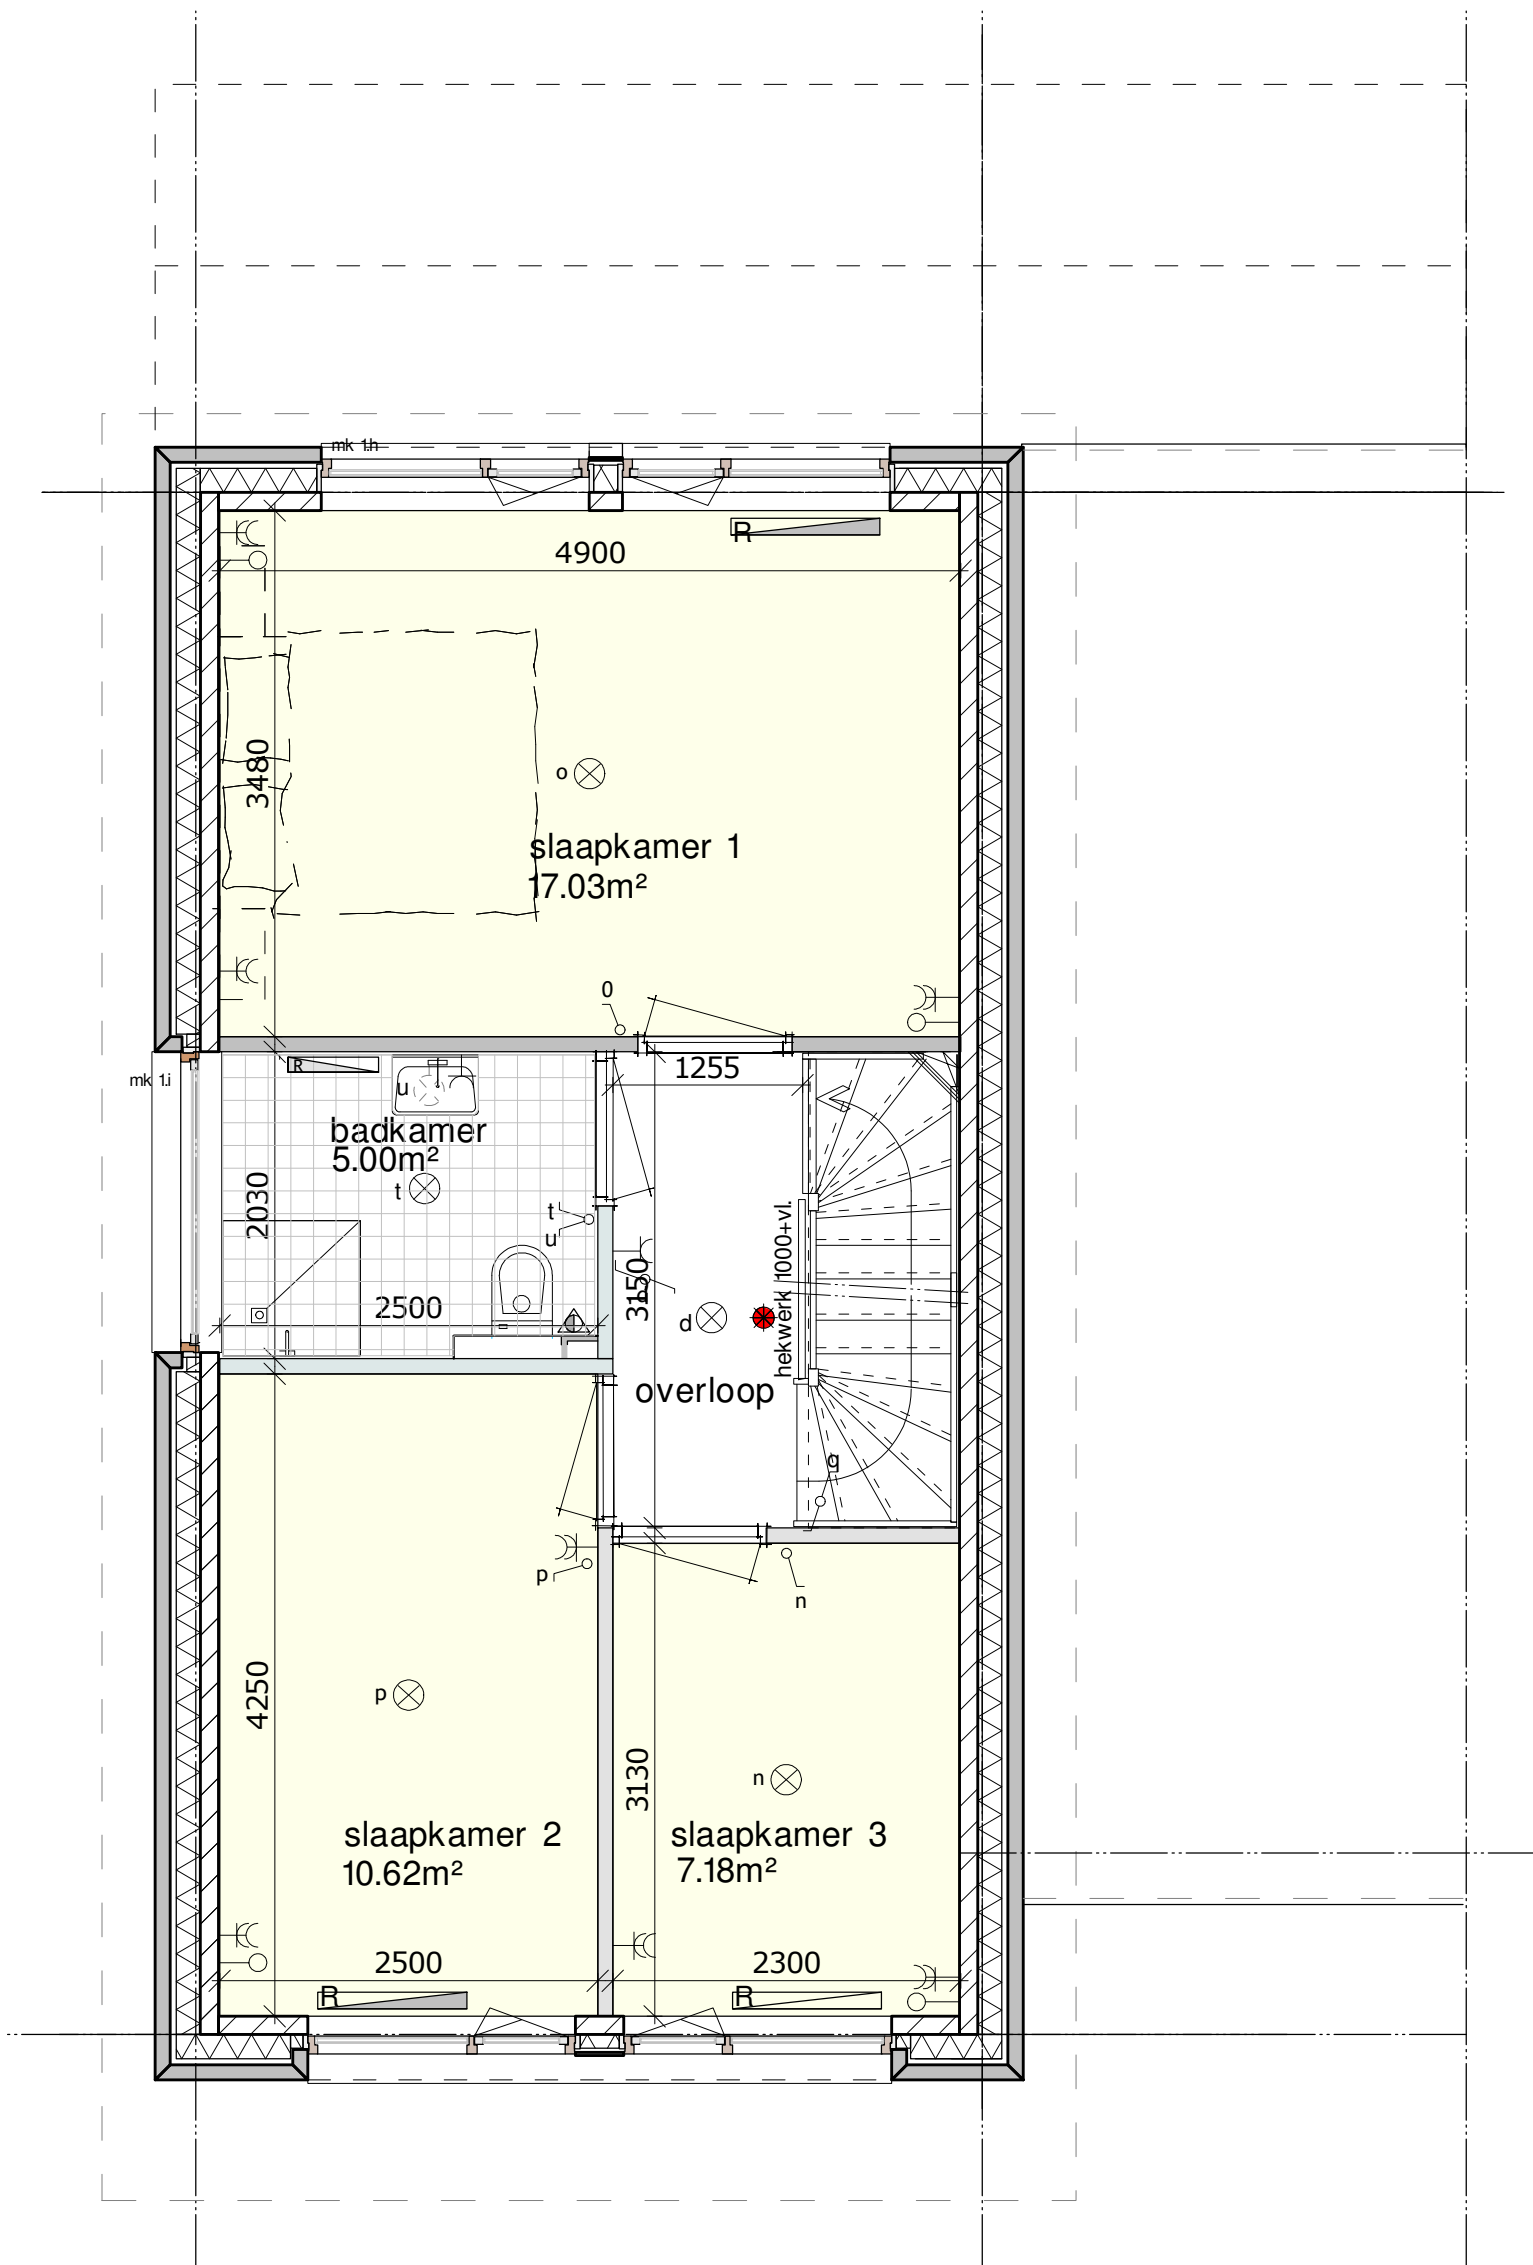 mk 1.h
R
4900
3480
o
slaapkamer 1
17.03m²
0
1255
mk 1.i
R
u
badkamer
5.00m²
t
2030
t
u
2500
3150
d
hekwerk 1000+vl.
overloop
g
p
n
4250
p
n
3130
slaapkamer 2
10.62m²
slaapkamer 3
7.18m²
2500
2300
R
R